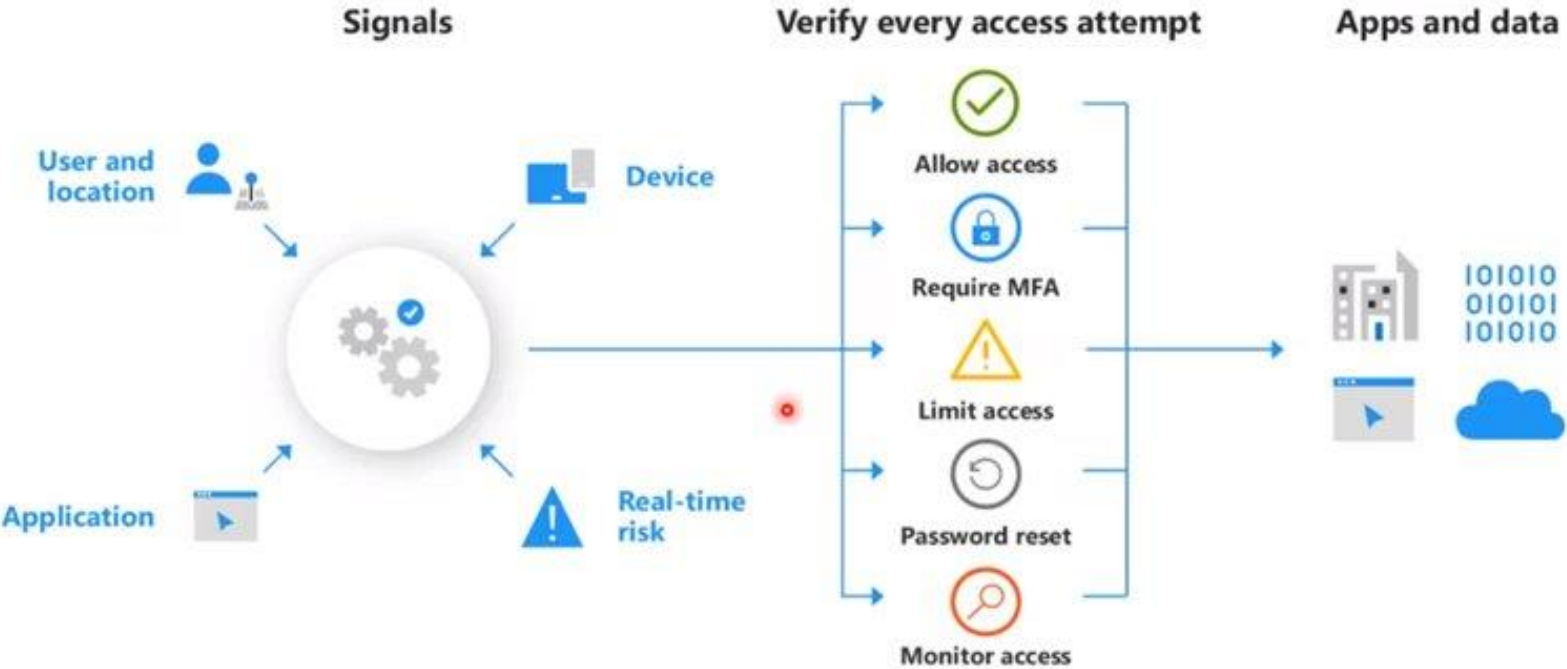 Signals
Verify every access attempt
Apps and data
User and
location
Device
Application
Real-time
risk
Allow access
Require MFA
Limit access
Password reset
Monitor access
101010
010101
101010